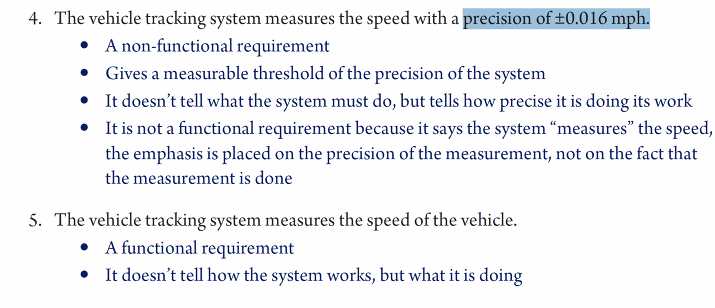 4. The vehicle tracking system measures the speed with a precision of ±0.016 mph.
• A non-functional requirement
• Gives a measurable threshold of the precision of the system
• It doesn’t tell what the system must do, but tells how precise it is doing its work
• It is not a functional requirement because it says the system “measures” the speed,
the emphasis is placed on the precision of the measurement, not on the fact that
the measurement is done
5. The vehicle tracking system measures the speed of the vehicle.
• A functional requirement
• It doesn’t tell how the system works, but what it is doing